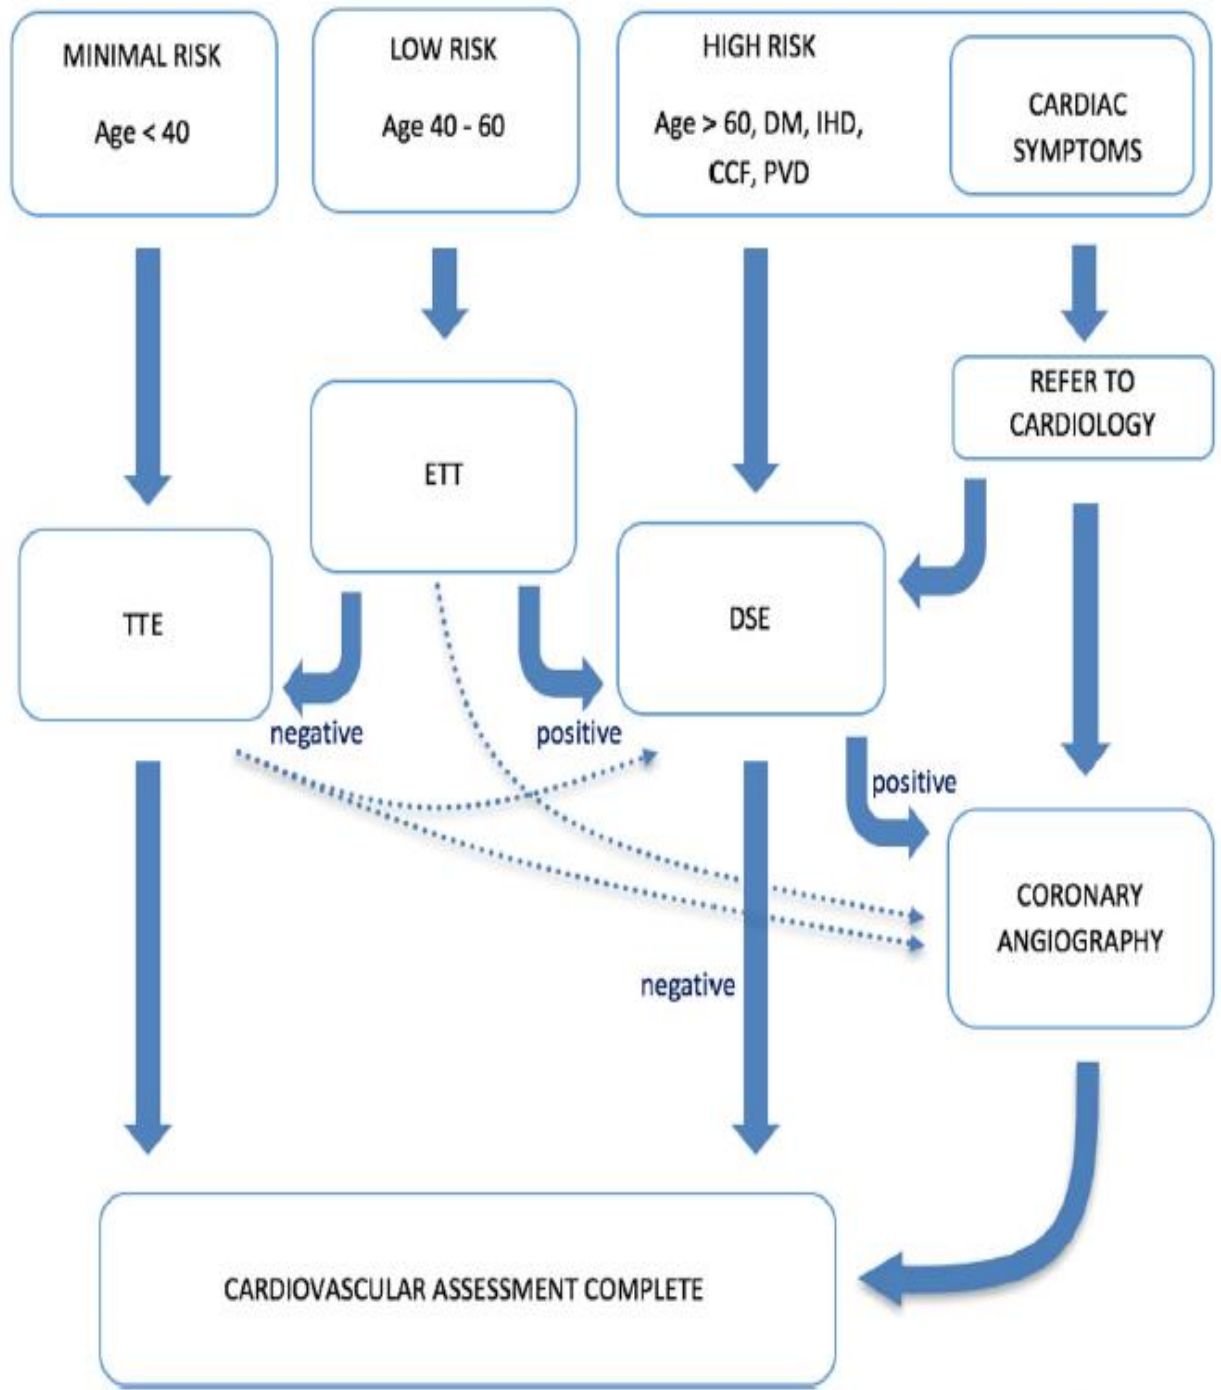 MINIMAL RISK
Age < 40
LOW RISK
Age 40 - 60
HIGH RISK
Age > 60, DM, IHD,
CCF, PVD
CARDIAC
SYMPTOMS
REFER TO
CARDIOLOGY
ETT
TTE
DSE
negative
positive
positive
CORONARY
ANGIOGRAPHY
negative
CARDIOVASCULAR ASSESSMENT COMPLETE